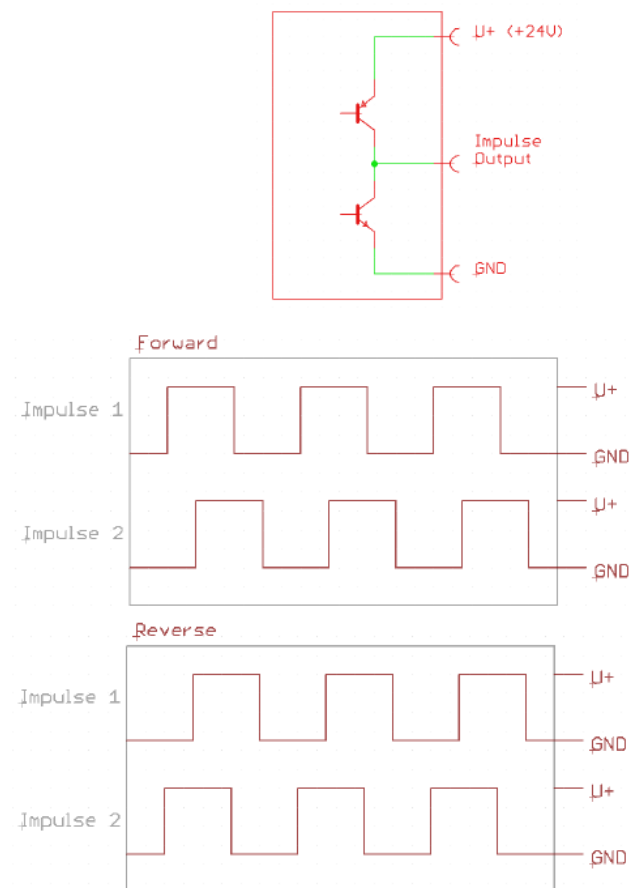 U+ (+24V)
Impulse
Output
GND
Forward
Impulse 1
U+
GND
Impulse 2
U+
GND
Reverse
Impulse 1
U+
GND
Impulse 2
U+
GND